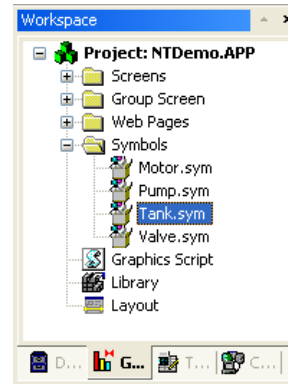 Workspace
Project: NTDemo.APP
Screens
Group Screen
Web Pages
Symbols
Motor.sym
Pump.sym
Tank.sym
Valve.sym
Graphics Script
Library
Layout
D... G... T... C...